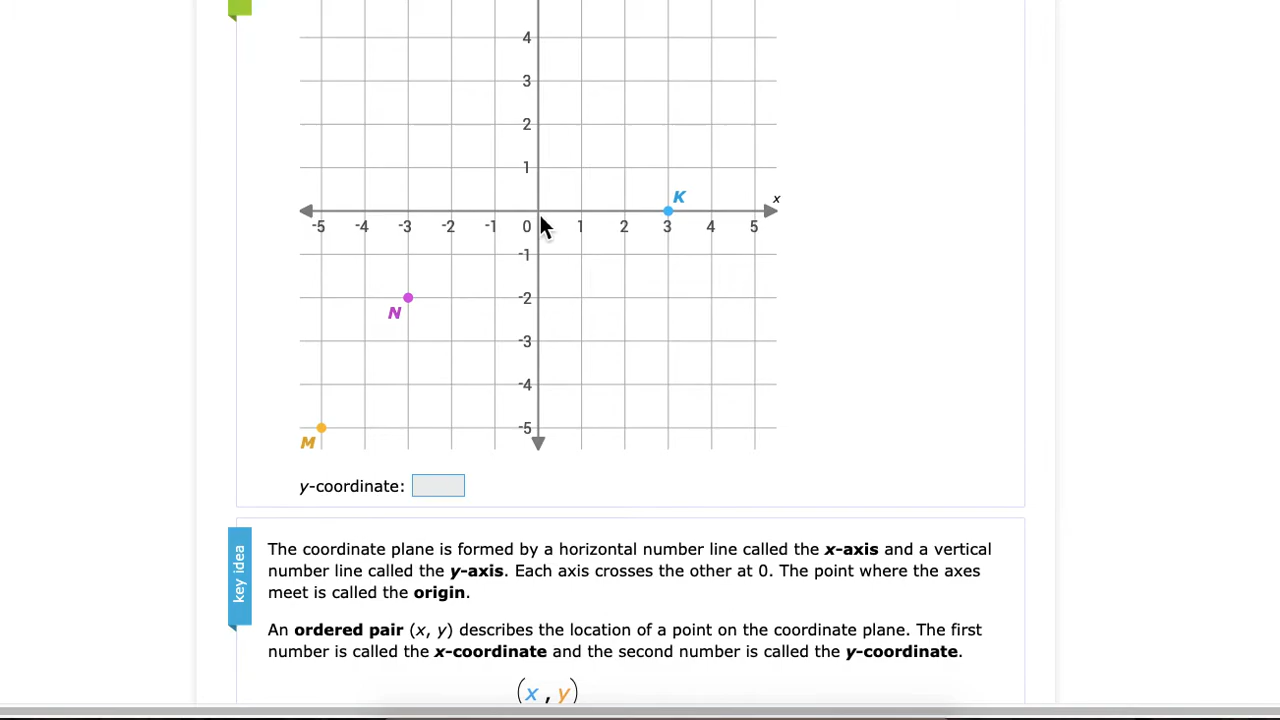 4
3
2
1
K
x
-5 -4 -3 -2 -1 0 1 2 3 4 5
-1
-2
N
-3
-4
-5
M
y-coordinate:
key idea
The coordinate plane is formed by a horizontal number line called the x-axis and a vertical
number line called the y-axis. Each axis crosses the other at 0. The point where the axes
meet is called the origin.
An ordered pair (x, y) describes the location of a point on the coordinate plane. The first
number is called the x-coordinate and the second number is called the y-coordinate.
(x , y)